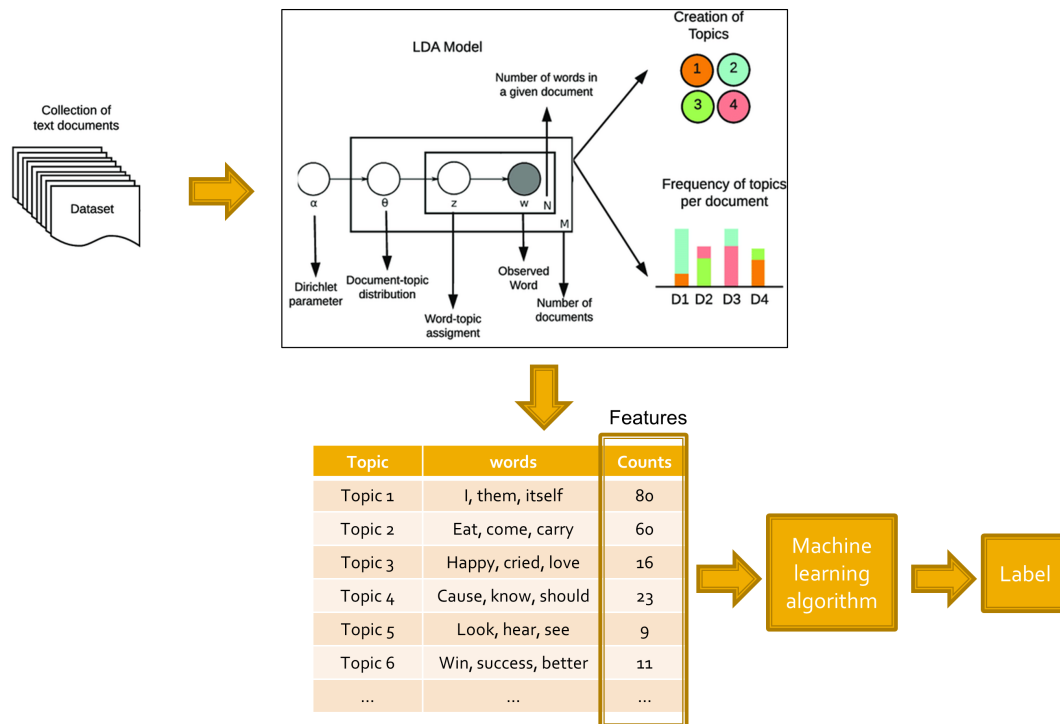 Collection of
text documents
Dataset
LDA Model
Number of words in
a given document
α
θ
z
w
N
M
Dirichlet
parameter
Document-topic
distribution
Word-topic
assigment
Observed
Word
Number of
documents
Creation of
Topics
1
2
3
4
Frequency of topics
per document
D1 D2 D3 D4
Features
Topic words Counts
Topic 1 I, them, itself 80
Topic 2 Eat, come, carry 60
Topic 3 Happy, cried, love 16
Topic 4 Cause, know, should 23
Topic 5 Look, hear, see 9
Topic 6 Win, success, better 11
... ... ...
Machine
learning
algorithm
Label